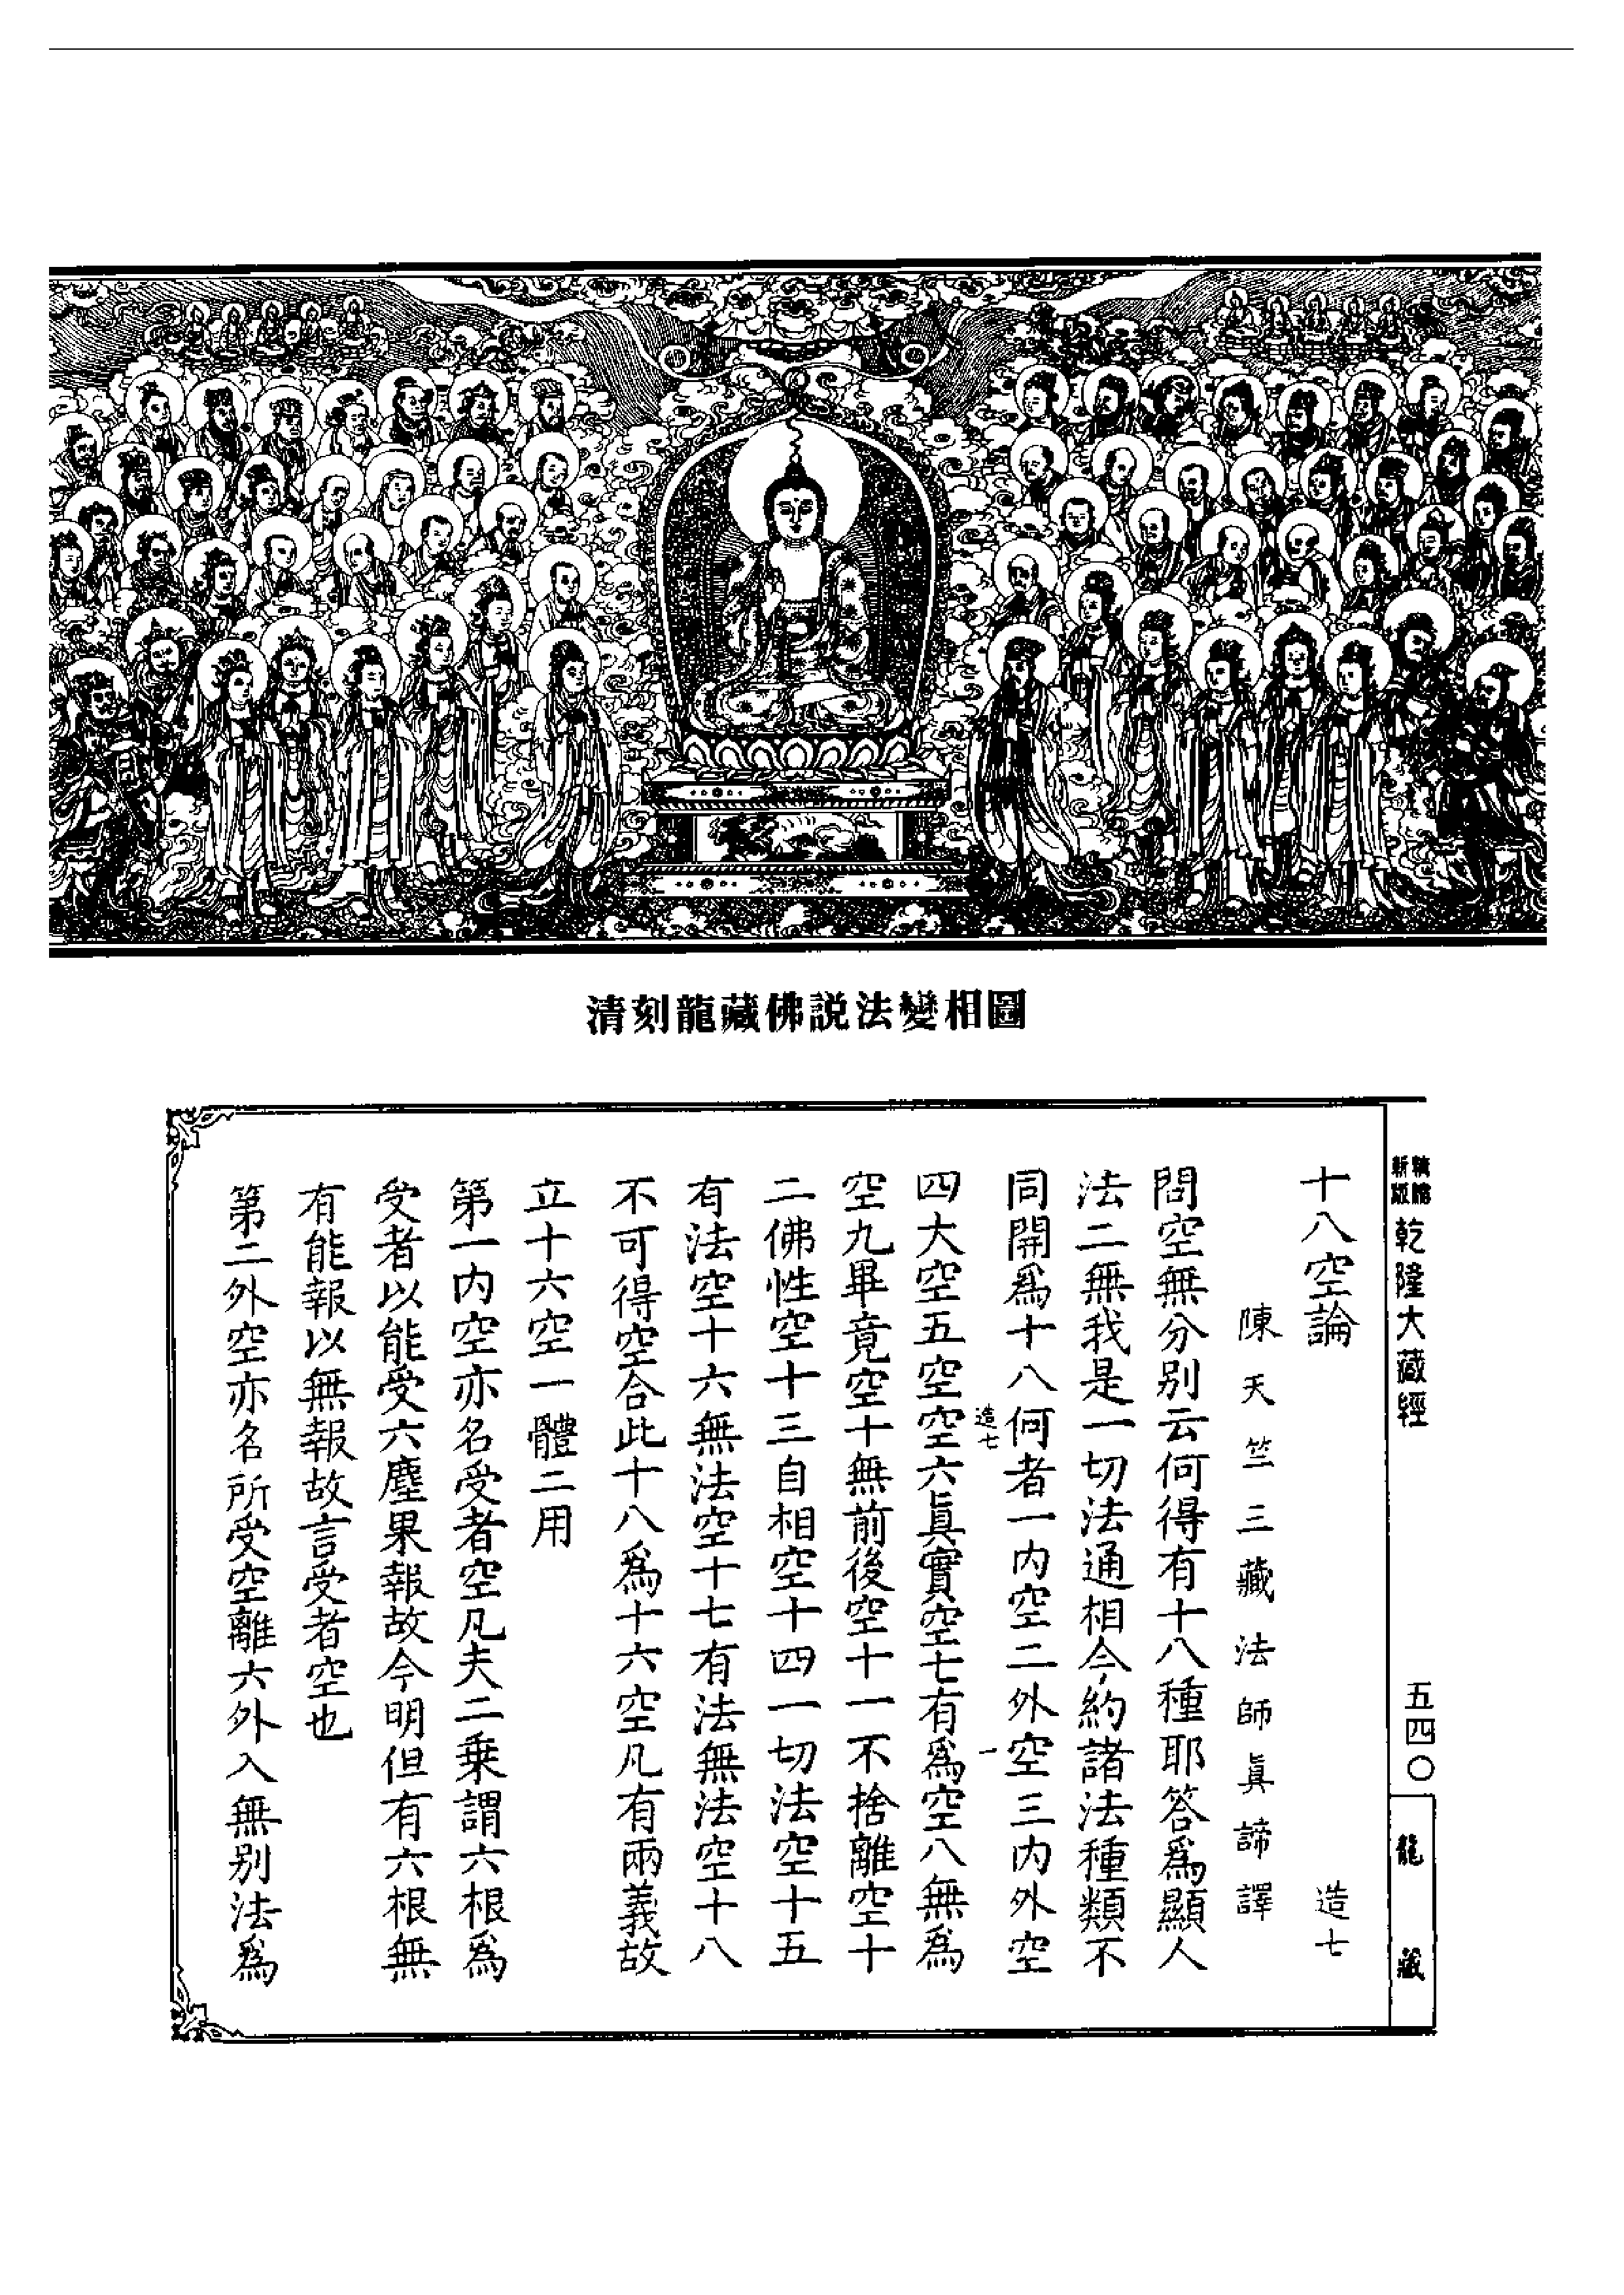 清刻龍藏佛説法變相圖
新版
精縮
乾隆大藏經
五四〇
龍藏
十八空論
造七
陳天竺三藏法師眞諦譯
問空無分别云何得有十八種耶答爲顯人
法二無我是一切法通相今約諸法種類不
同開爲十八何者一内空二外空三内外空
造七
一
四大空五空空六眞實空七有爲空八無爲
空九畢竟空十無前後空十一不捨離空十
二佛性空十三自相空十四一切法空十五
有法空十六無法空十七有法無法空十八
不可得空合此十八爲十六空凡有兩義故
立十六空一體二用
第一内空亦名受者空凡夫二乘謂六根爲
受者以能受六塵果報故今明但有六根無
有能報以無報故言受者空也
第二外空亦名所受空離六外入無别法爲